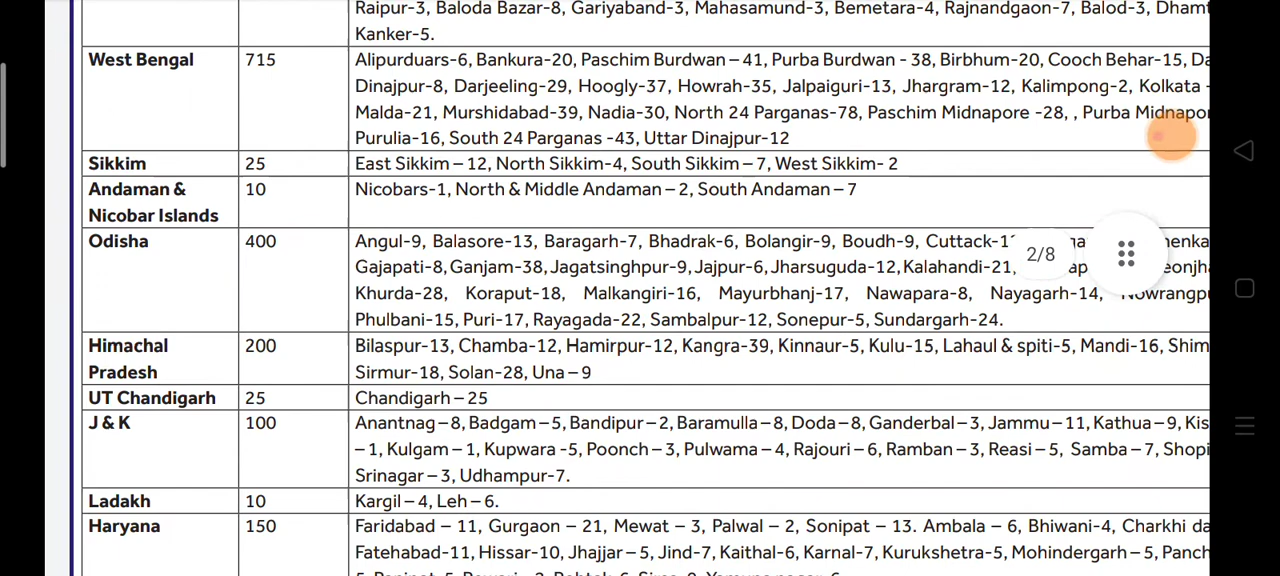 Raipur-3, Baloda Bazar-8, Gariyaband-3, Mahasamund-3, Bemetara-4, Rajnandgaon-7, Balod-3, Dhamt
Kanker-5.
West Bengal 715 Alipurduars-6, Bankura-20, Paschim Burdwan – 41, Purba Burdwan - 38, Birbhum-20, Cooch Behar-15, Da
Dinajpur-8, Darjeeling-29, Hoogly-37, Howrah-35, Jalpaiguri-13, Jhargram-12, Kalimpong-2, Kolkata -
Malda-21, Murshidabad-39, Nadia-30, North 24 Parganas-78, Paschim Midnapore -28, , Purba Midnapor
Purulia-16, South 24 Parganas -43, Uttar Dinajpur-12
Sikkim 25 East Sikkim – 12, North Sikkim-4, South Sikkim – 7, West Sikkim- 2
Andaman & 10 Nicobars-1, North & Middle Andaman – 2, South Andaman – 7
Nicobar Islands
Odisha 400 Angul-9, Balasore-13, Baragarh-7, Bhadrak-6, Bolangir-9, Boudh-9, Cuttack-1
2/8
Gajapati-8, Ganjam-38, Jagatsinghpur-9, Jajpur-6, Jharsuguda-12, Kalahandi-21,
Khurda-28, Koraput-18, Malkangiri-16, Mayurbhanj-17, Nawapara-8, Nayagarh-14, Nowrangpu
Phulbani-15, Puri-17, Rayagada-22, Sambalpur-12, Sonepur-5, Sundargarh-24.
Himachal 200 Bilaspur-13, Chamba-12, Hamirpur-12, Kangra-39, Kinnaur-5, Kulu-15, Lahaul & spiti-5, Mandi-16, Shim
Pradesh Sirmur-18, Solan-28, Una – 9
UT Chandigarh 25 Chandigarh – 25
J & K 100 Anantnag – 8, Badgam – 5, Bandipur – 2, Baramulla – 8, Doda – 8, Ganderbal – 3, Jammu – 11, Kathua – 9, Kis
– 1, Kulgam – 1, Kupwara -5, Poonch – 3, Pulwama – 4, Rajouri – 6, Ramban – 3, Reasi – 5, Samba – 7, Shopi
Srinagar – 3, Udhampur-7.
Ladakh 10 Kargil – 4, Leh – 6.
Haryana 150 Faridabad – 11, Gurgaon – 21, Mewat – 3, Palwal – 2, Sonipat – 13. Ambala – 6, Bhiwani-4, Charkhi da
Fatehabad-11, Hissar-10, Jhajjar – 5, Jind-7, Kaithal-6, Karnal-7, Kurukshetra-5, Mohindergarh – 5, Panch